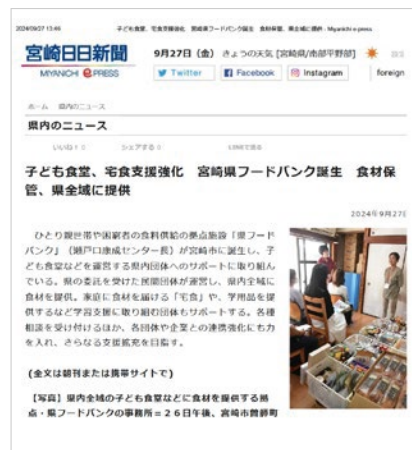 2024/09/27 15:46
子ども食堂、宅食支援強化 宮崎県フードバンク誕生 食材保管、県全域に提供 - Miyanichi e-press
宮崎日日新聞
MIYANICHI e PRESS
9月27日（金） きょうの天気 [宮崎県/南部平野部]
Twitter
Facebook
Instagram
foreign
ホーム 県内のニュース
県内のニュース
いいね！0
シェアする 0
LINEで送る
子ども食堂、宅食支援強化 宮崎県フードバンク誕生 食材保
管、県全域に提供
2024年9月27日
ひとり親世帯や困窮者の食料供給の拠点施設「県フード
バンク」（瀬戸口康成センター長）が宮崎市に誕生し、子
ども食堂などを運営する県内団体へのサポートに取り組ん
でいる。県の委託を受けた民間団体が運営し、県内全域に
食材を提供。家庭に食材を届ける「宅食」や、学用品を提
供するなど学習支援に取り組む団体もサポートする。各種
相談を受け付けるほか、各団体や企業との連携強化にも力
を入れ、さらなる支援拡充を目指す。
(全文は朝刊または携帯サイトで)
【写真】県内全域の子ども食堂などに食材を提供する拠
点・県フードバンクの事務所＝２６日午後、宮崎市曽師町